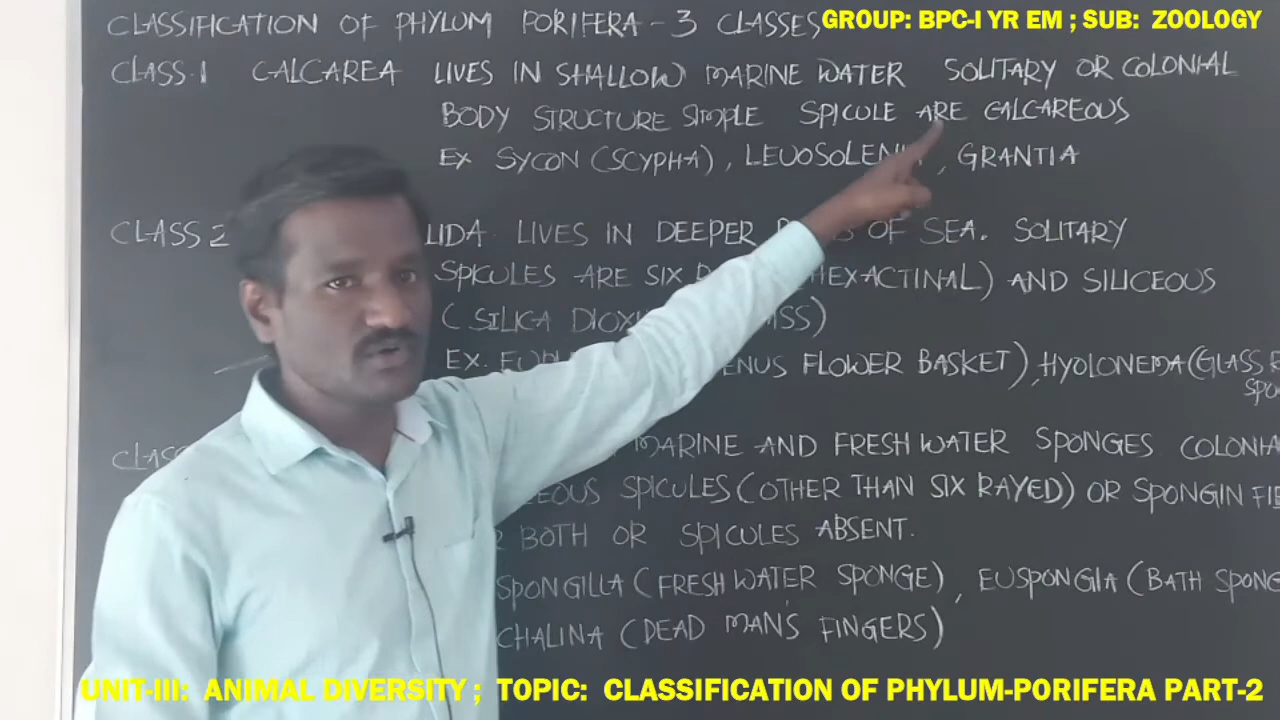 CLASSIFICATION OF PHYLUM PORIFERA - 3 CLASSES
GROUP: BPC-I YR EM ; SUB: ZOOLOGY
CLASS.1 CALCAREA LIVES IN SHALLOW MARINE WATER SOLITARY OR COLONIAL
BODY STRUCTURE SIMPLE SPICULE ARE CALCAREOUS
EX SYCON (SCYPHA), , GRANTIA
CLASS 2 LIDA. LIVES IN DEEPER OF SEA. SOLITARY
SPICULES ARE SIX HEXACTINAL) AND SILICEOUS
(SILICA
EX. ENUS FLOWER BASKET), HYOLONEMA (GLASS
SPO
CLASS MARINE AND FRESH WATER SPONGES COLONIA
EOUS SPICULES (OTHER THAN SIX RAYED) OR SPONGIN FIB
BOTH OR SPICULES ABSENT.
SPONGILLA (FRESH WATER SPONGE), EUSPONGIA (BATH SPONG
CHALINA (DEAD MAN'S FINGERS)
UNIT-III: ANIMAL DIVERSITY ; TOPIC: CLASSIFICATION OF PHYLUM-PORIFERA PART-2